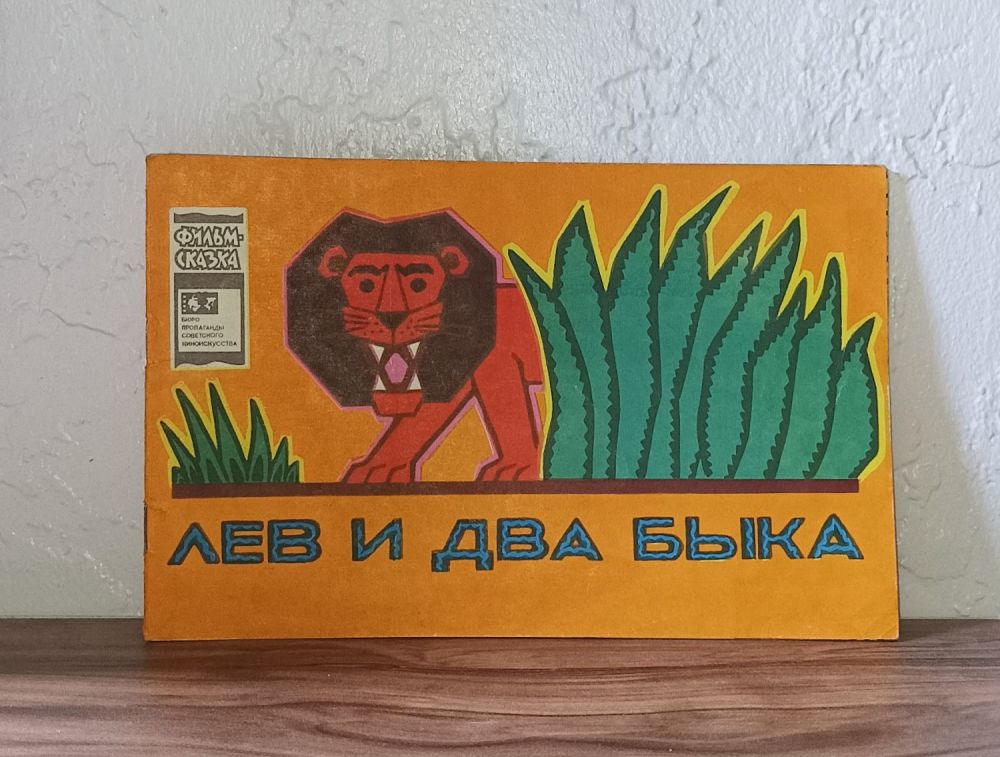 ФИЛЬМ-
СКАЗКА
БЮРО
ПРОПАГАНДЫ
СОВЕТСКОГО
КИНОИСКУССТВА
ЛЕВ И ДВА БЫКА